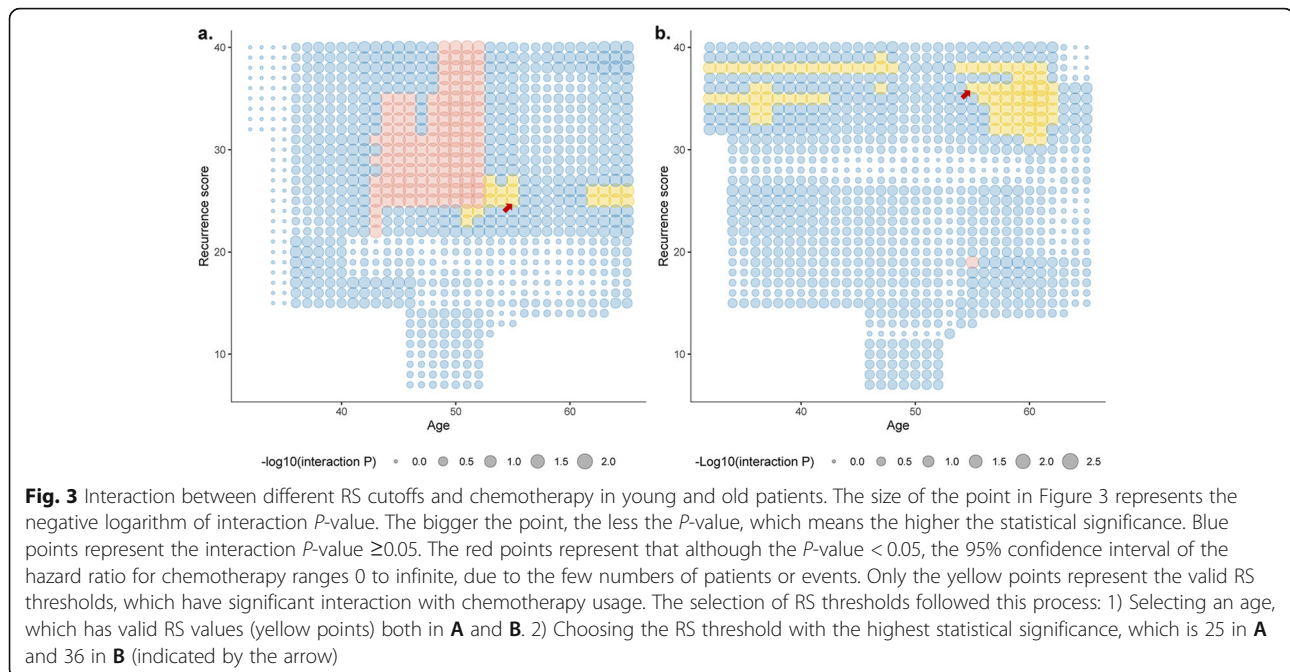 a.
b.
40
30
20
10
Recurrence score
40 50 60
Age
40
30
20
10
Recurrence score
40 50 60
Age
-log10(interaction P) 0.0 0.5 1.0 1.5 2.0
-Log10(interaction P) 0.0 0.5 1.0 1.5 2.0 2.5
Fig. 3 Interaction between different RS cutoffs and chemotherapy in young and old patients. The size of the point in Figure 3 represents the
negative logarithm of interaction P-value. The bigger the point, the less the P-value, which means the higher the statistical significance. Blue
points represent the interaction P-value ≥0.05. The red points represent that although the P-value < 0.05, the 95% confidence interval of the
hazard ratio for chemotherapy ranges 0 to infinite, due to the few numbers of patients or events. Only the yellow points represent the valid RS
thresholds, which have significant interaction with chemotherapy usage. The selection of RS thresholds followed this process: 1) Selecting an age,
which has valid RS values (yellow points) both in A and B. 2) Choosing the RS threshold with the highest statistical significance, which is 25 in A
and 36 in B (indicated by the arrow)